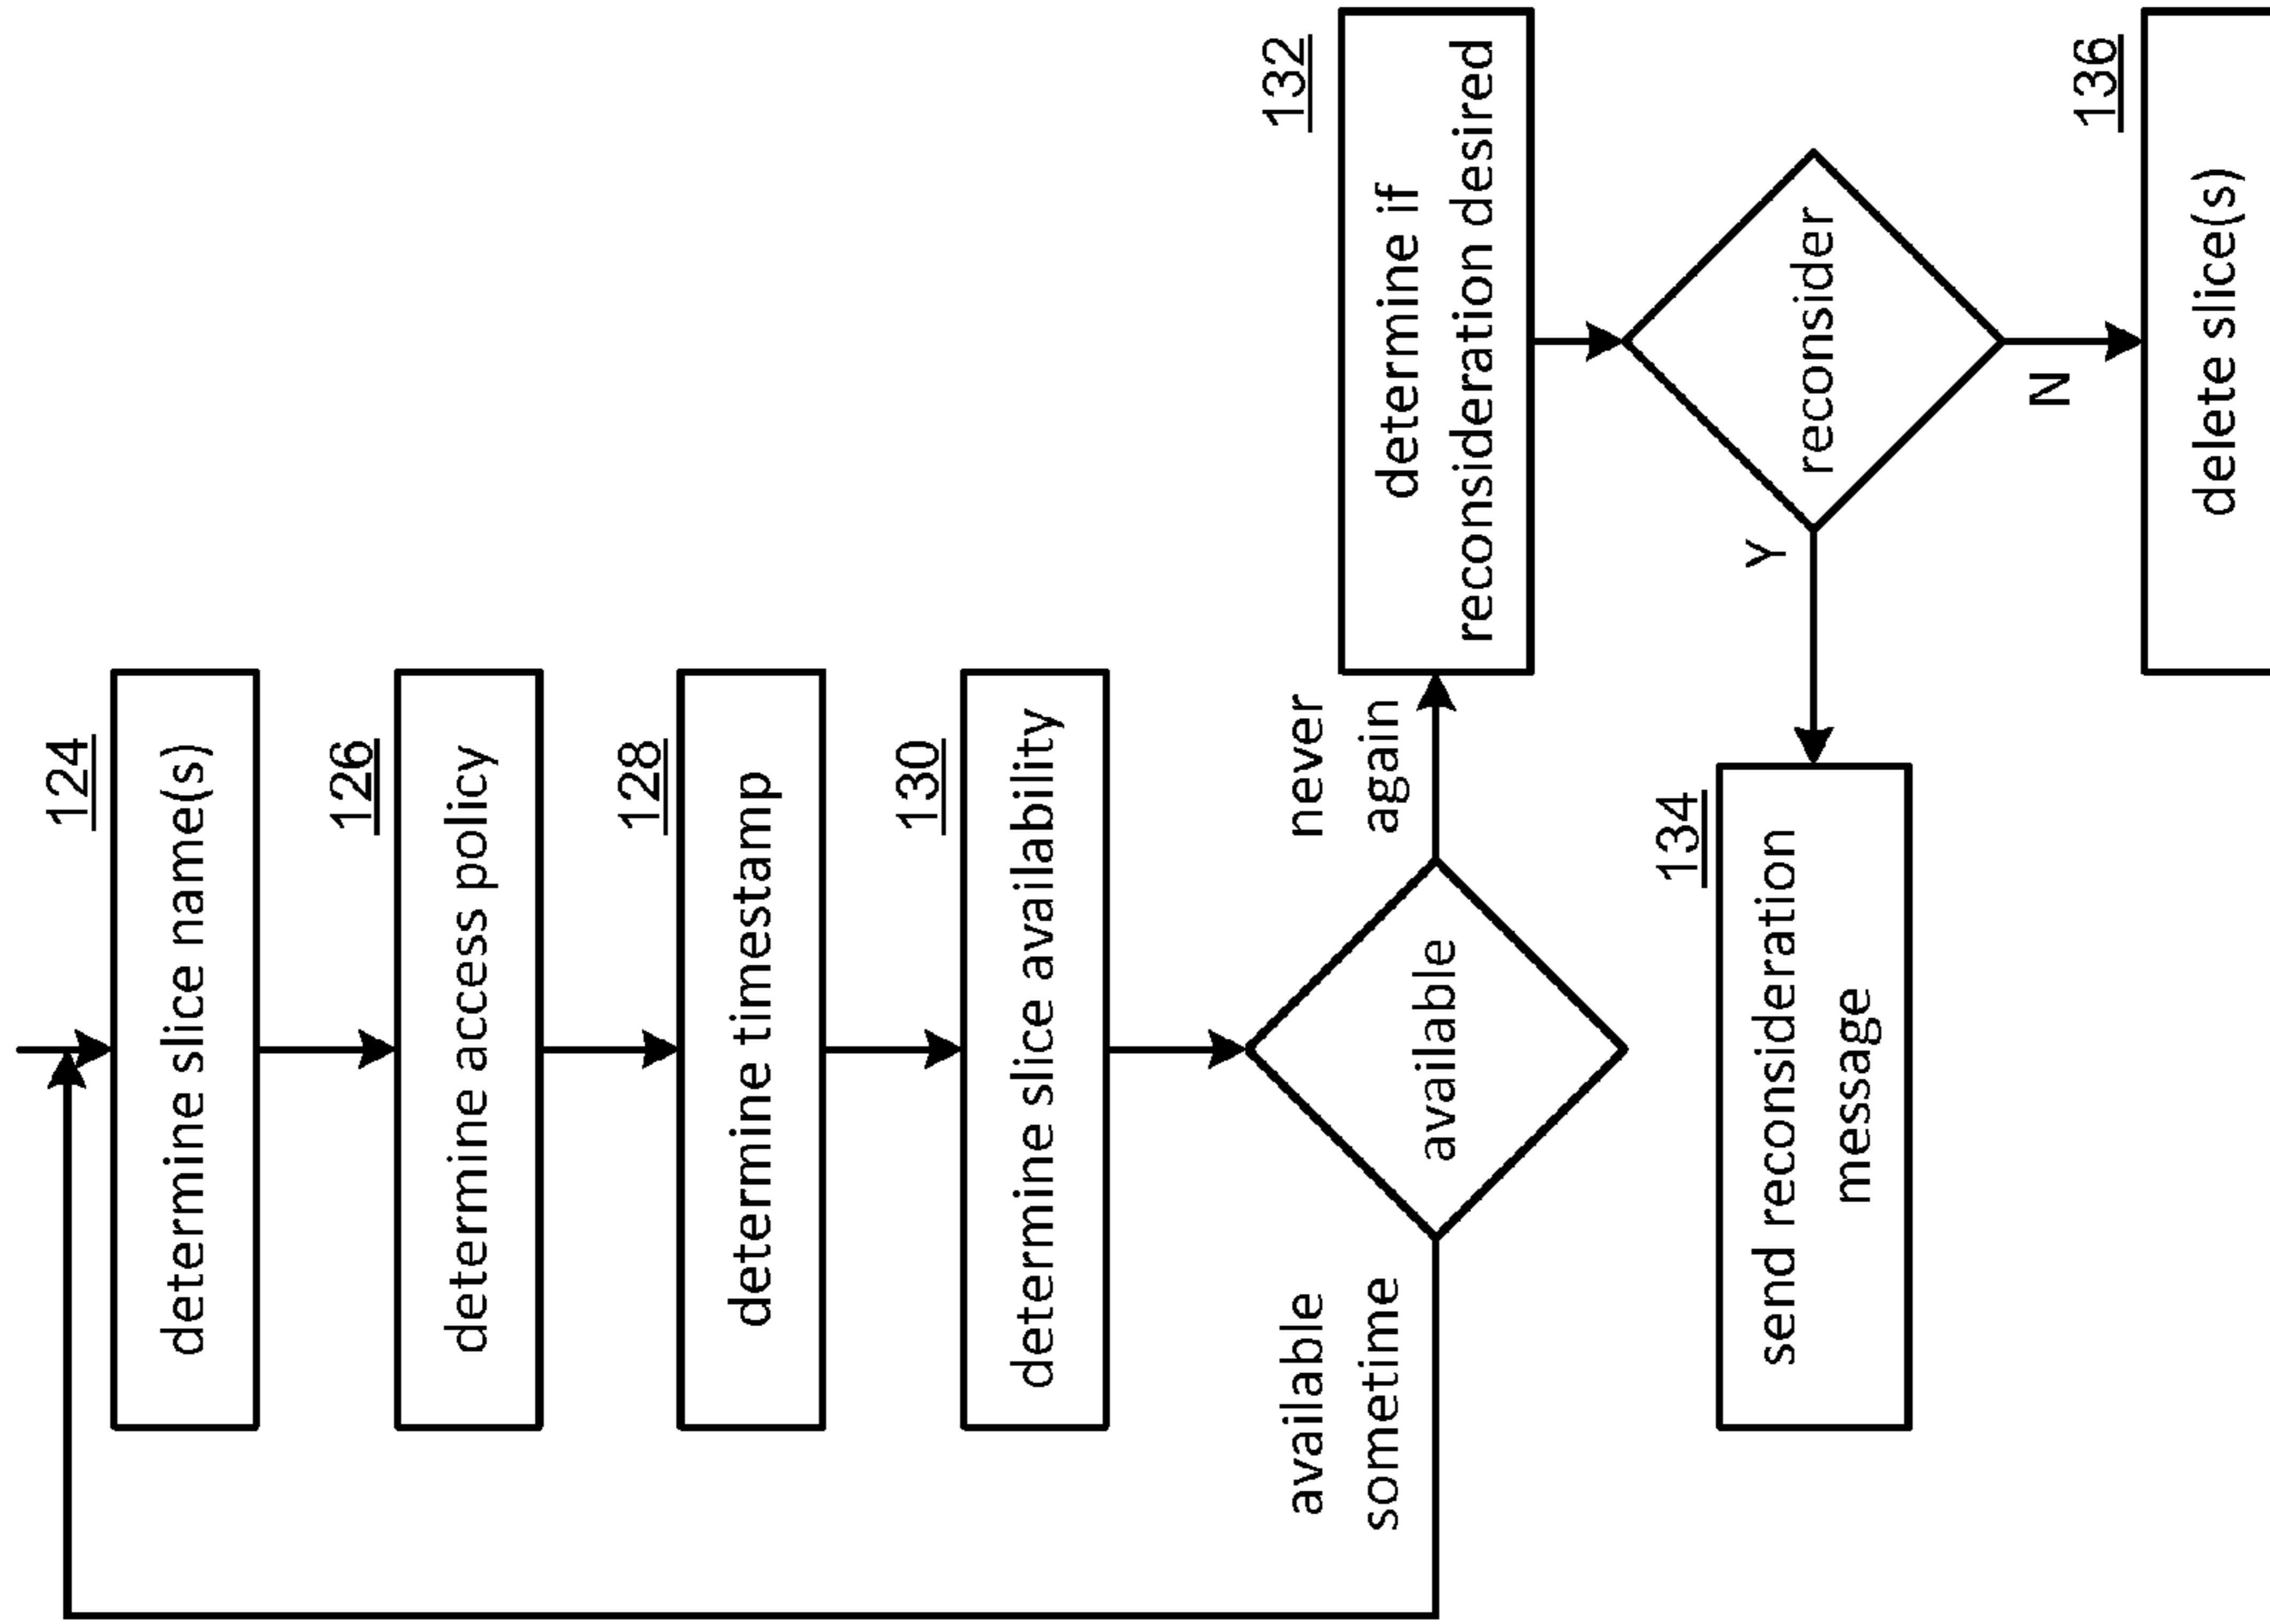 124
determine slice name(s)
126
determine access policy
128
determine timestamp
130
determine slice availability
available
available
sometime
never
again
132
determine if
reconsideration desired
reconsider
Y
N
134
send reconsideration
message
136
delete slice(s)